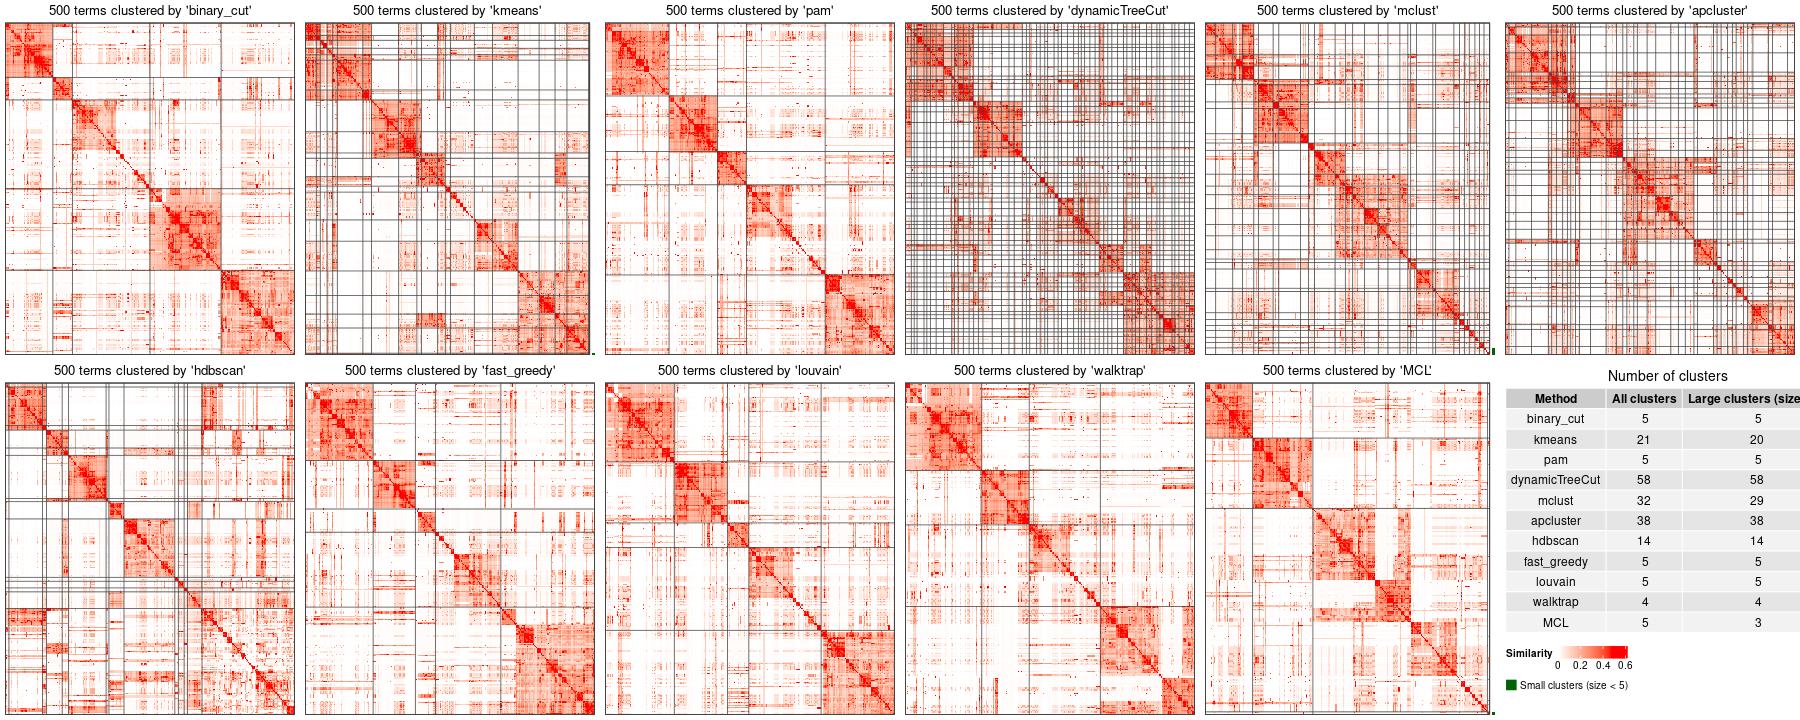 500 terms clustered by 'binary_cut'
500 terms clustered by 'kmeans'
500 terms clustered by 'pam'
500 terms clustered by 'dynamicTreeCut'
500 terms clustered by 'mclust'
500 terms clustered by 'apcluster'
500 terms clustered by 'hdbscan'
500 terms clustered by 'fast_greedy'
500 terms clustered by 'louvain'
500 terms clustered by 'walktrap'
500 terms clustered by 'MCL'
Number of clusters
Method All clusters Large clusters (size
binary_cut 5 5
kmeans 21 20
pam 5 5
dynamicTreeCut 58 58
mclust 32 29
apcluster 38 38
hdbscan 14 14
fast_greedy 5 5
louvain 5 5
walktrap 4 4
MCL 5 3
Similarity
0 0.2 0.4 0.6
Small clusters (size < 5)